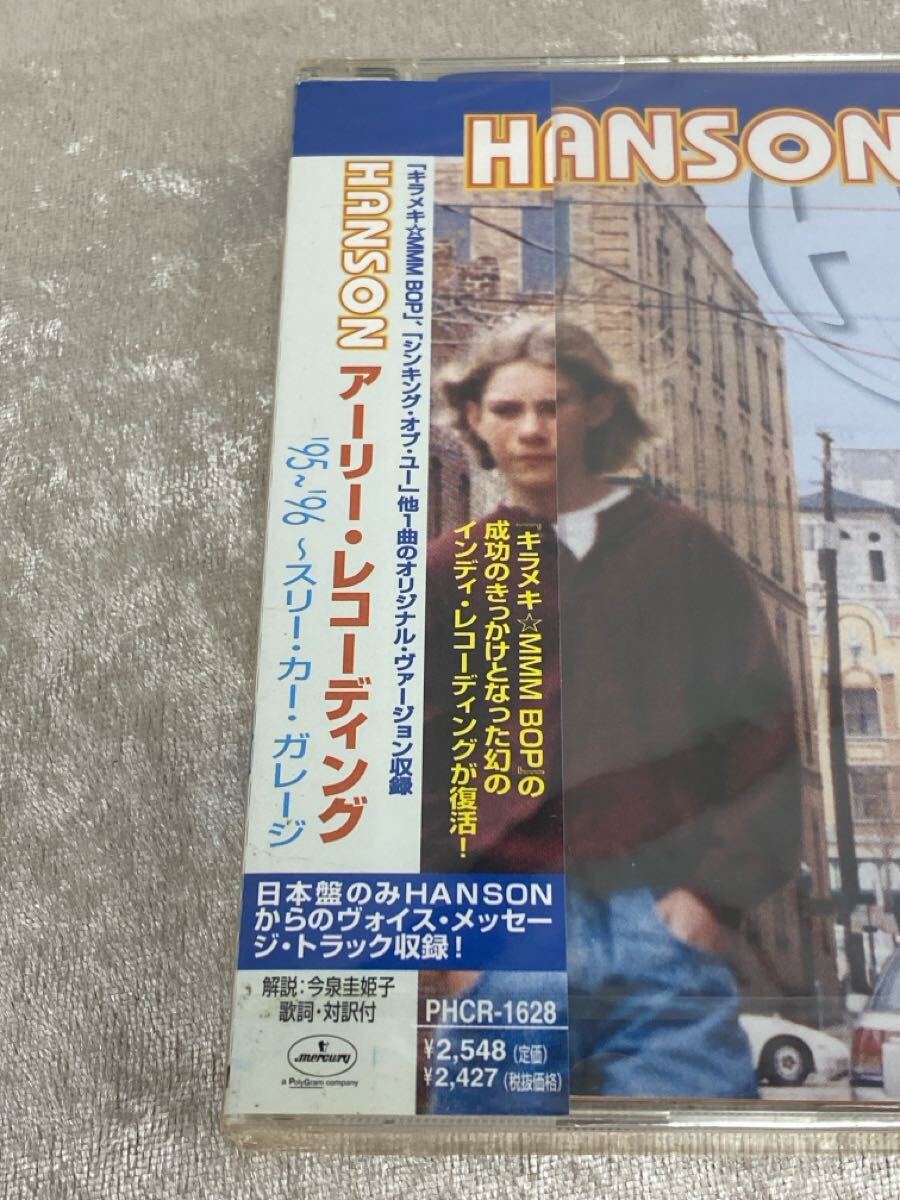 HANSON
HANSON アーリー・レコーディング
'95~'96 ~スリー・カー・ガレージ
「キラメキ☆MMM BOP」、「シンキング・オブ・ユー」他1曲のオリジナル・ヴァージョン収録
『キラメキ☆MMM BOP』の
成功のきっかけとなった幻の
インディ・レコーディングが復活!
日本盤のみHANSON
からのヴォイス・メッセー
ジ・トラック収録!
解説:今泉圭姫子
歌詞・対訳付
mercury
a PolyGram company
PHCR-1628
¥2,548 (定価)
¥2,427 (税抜価格)